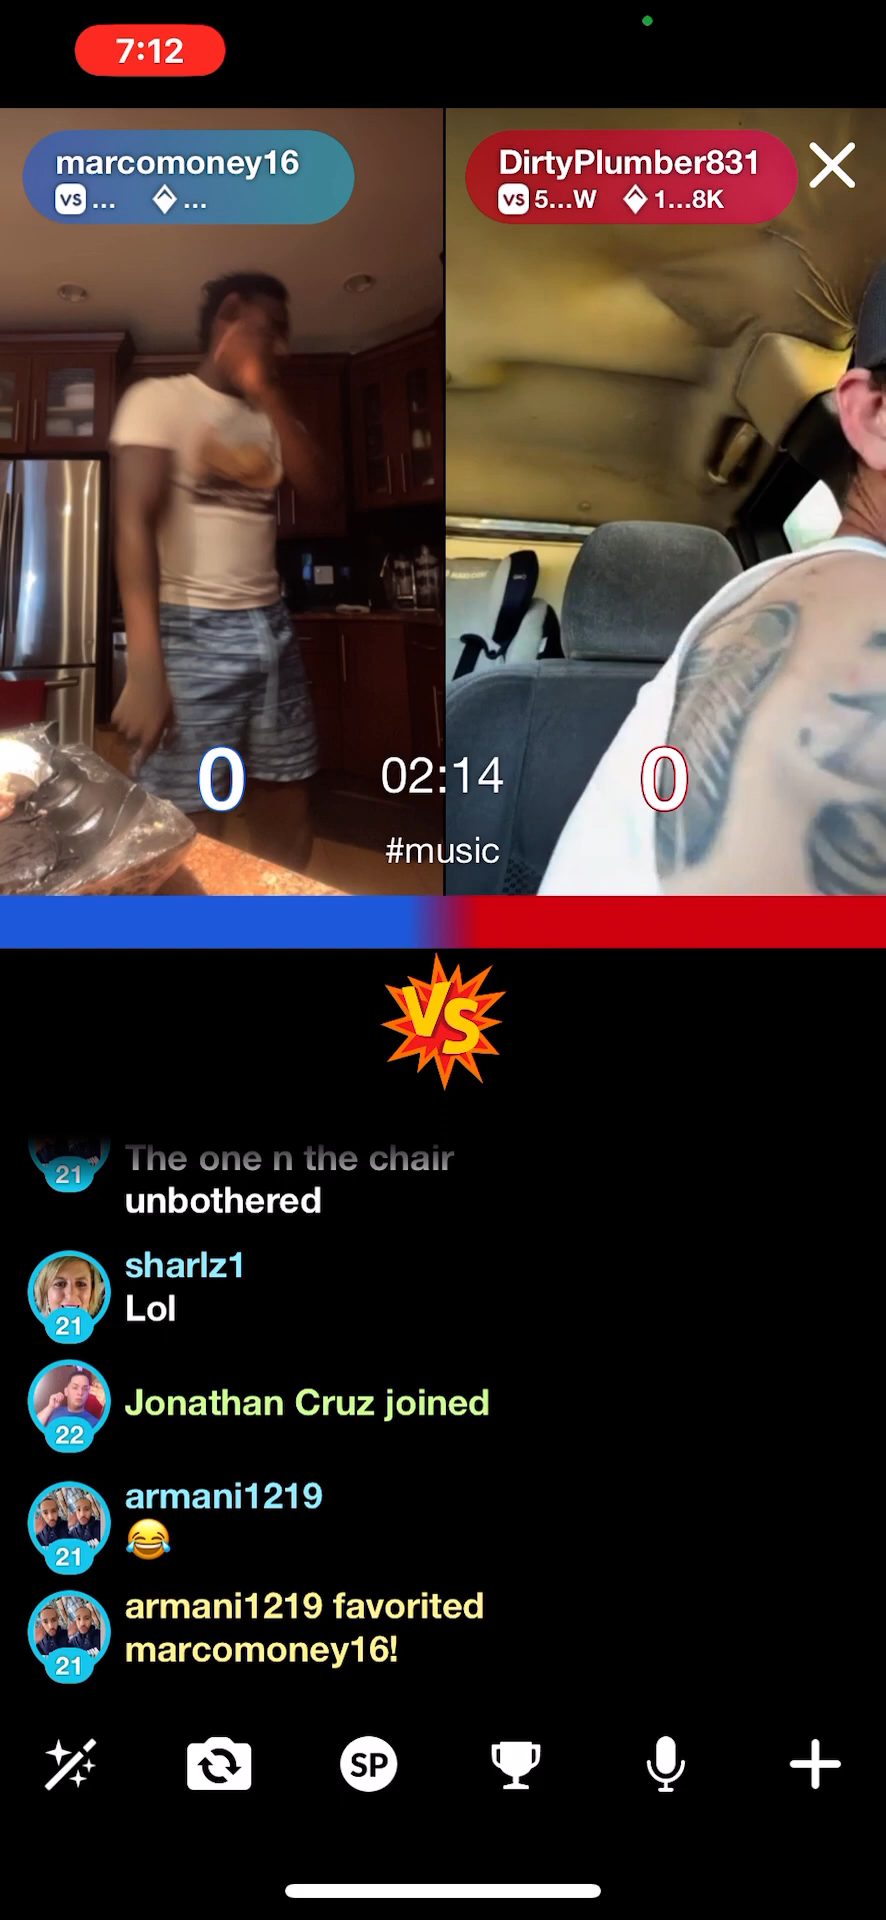 7:12
marcomoney16
DirtyPlumber831
VS ... ...
VS 5...W 1...8K
0
02:14
0
#music
VS
The one n the chair
unbothered
21
sharlz1
Lol
21
Jonathan Cruz joined
22
armani1219
😂
21
armani1219 favorited
marcomoney16!
21
SP